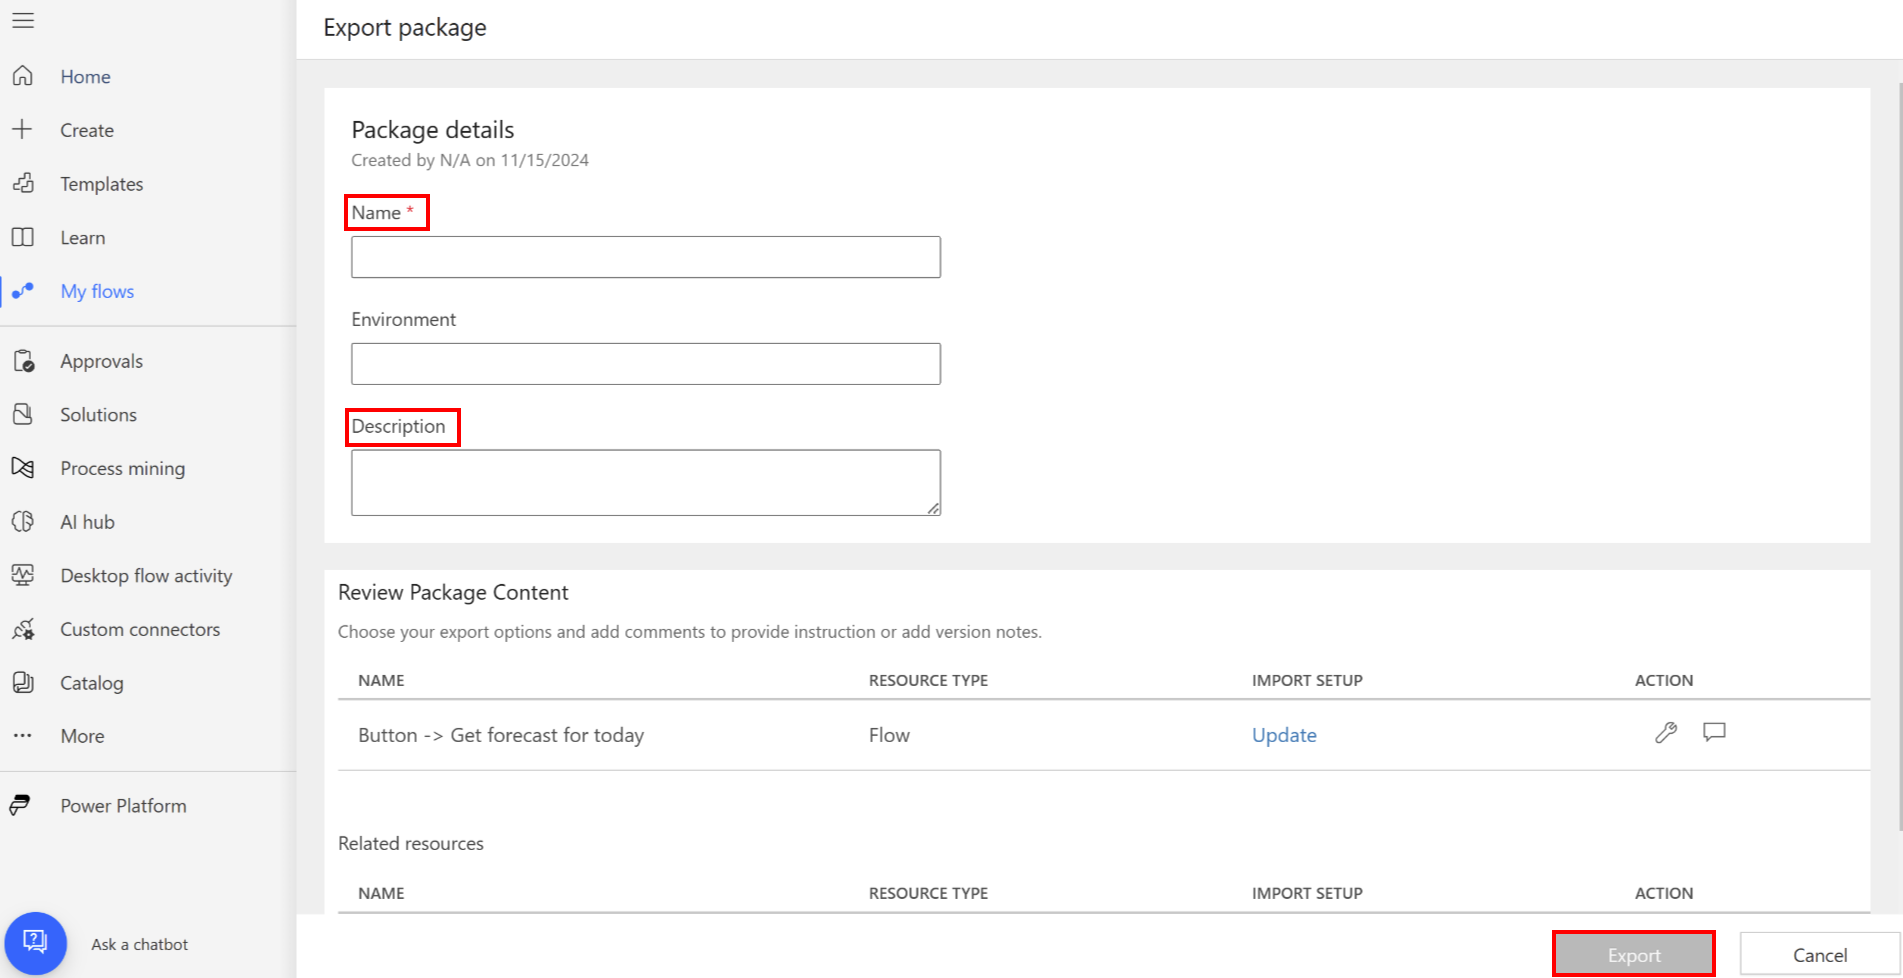 Export package
Home
Create
Templates
Learn
My flows
Approvals
Solutions
Process mining
AI hub
Desktop flow activity
Custom connectors
Catalog
More
Power Platform
Ask a chatbot
Package details
Created by N/A on 11/15/2024
Name *
Environment
Description
Review Package Content
Choose your export options and add comments to provide instruction or add version notes.
NAME RESOURCE TYPE IMPORT SETUP ACTION
Button -> Get forecast for today Flow Update
Related resources
NAME RESOURCE TYPE IMPORT SETUP ACTION
Export Cancel